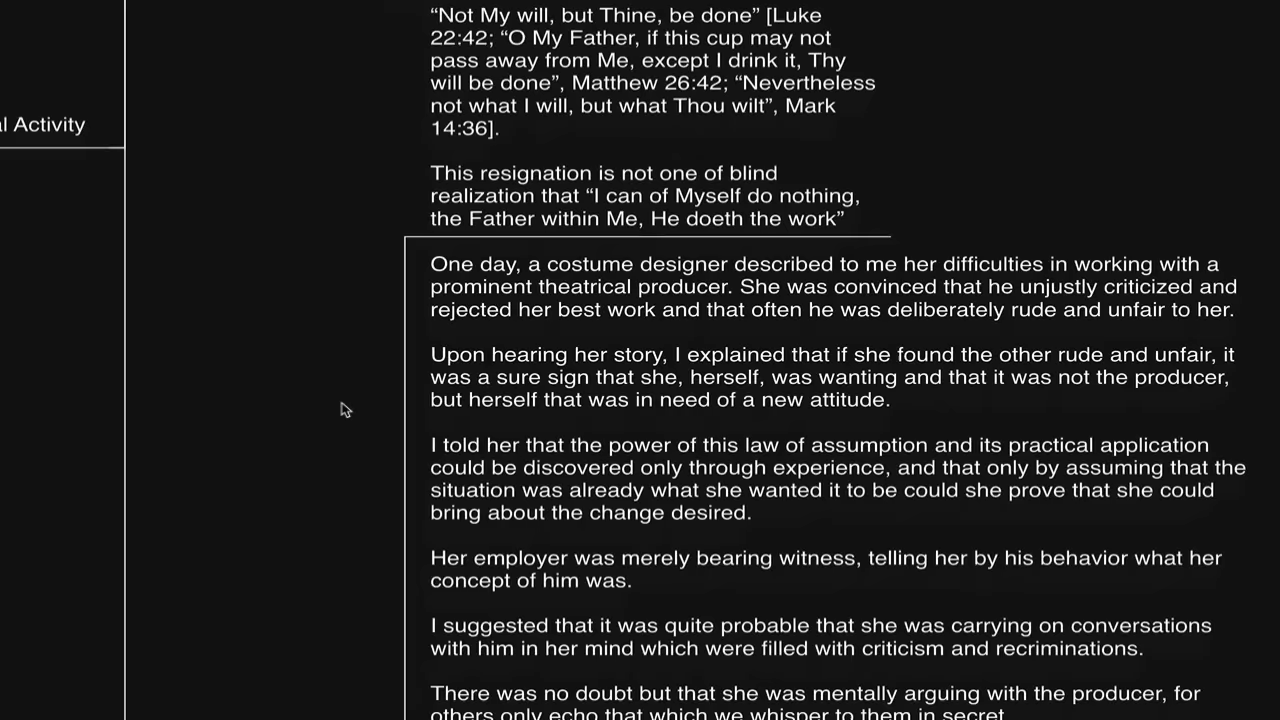 “Not My will, but Thine, be done” [Luke
22:42; “O My Father, if this cup may not
pass away from Me, except I drink it, Thy
will be done”, Matthew 26:42; “Nevertheless
not what I will, but what Thou wilt”, Mark
14:36].
al Activity
This resignation is not one of blind
realization that “I can of Myself do nothing,
the Father within Me, He doeth the work”
One day, a costume designer described to me her difficulties in working with a
prominent theatrical producer. She was convinced that he unjustly criticized and
rejected her best work and that often he was deliberately rude and unfair to her.
Upon hearing her story, I explained that if she found the other rude and unfair, it
was a sure sign that she, herself, was wanting and that it was not the producer,
but herself that was in need of a new attitude.
I told her that the power of this law of assumption and its practical application
could be discovered only through experience, and that only by assuming that the
situation was already what she wanted it to be could she prove that she could
bring about the change desired.
Her employer was merely bearing witness, telling her by his behavior what her
concept of him was.
I suggested that it was quite probable that she was carrying on conversations
with him in her mind which were filled with criticism and recriminations.
There was no doubt but that she was mentally arguing with the producer, for
others only echo that which we whisper to them in secret.